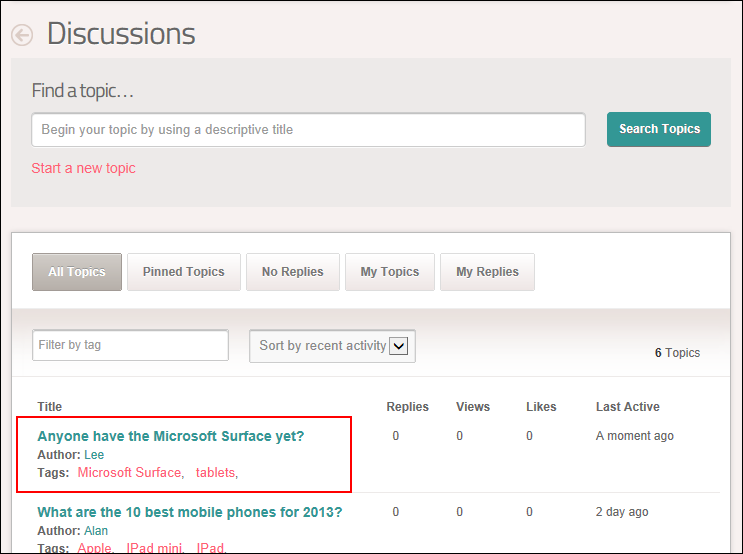 Discussions
Find a topic...
Begin your topic by using a descriptive title
Search Topics
Start a new topic
All Topics Pinned Topics No Replies My Topics My Replies
Filter by tag Sort by recent activity 6 Topics
Title Replies Views Likes Last Active
Anyone have the Microsoft Surface yet? 0 0 0 A moment ago
Author: Lee
Tags: Microsoft Surface, tablets,
What are the 10 best mobile phones for 2013? 0 0 0 2 day ago
Author: Alan
Tags: Apple, IPad mini, IPad,